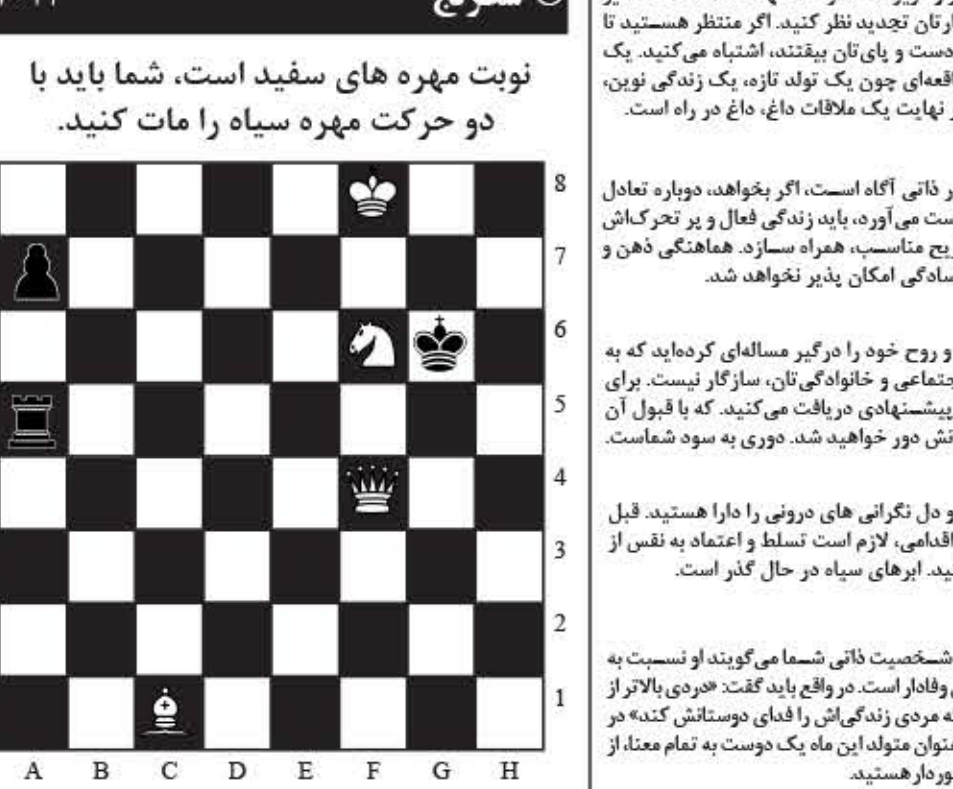 شطرنج
نوبت مهره های سفید است، شما باید با
دو حرکت مهره سیاه را مات کنید.
8
7
6
5
4
3
2
1
A B C D E F G H
ارتان تجدید نظر کنید. اگر منتظر هستید تا
دست و پای‌تان بیفتند، اشتباه می‌کنید. یک
اقعه‌ای چون یک تولد تازه، یک زندگی نوین،
نهایت یک ملاقات داغ، داغ در راه است.
ر ذاتی آگاه است، اگر بخواهد، دوباره تعادل
ست می‌آورد، باید زندگی فعال و پر تحرک‌اش
ریح مناسب، همراه سازد. هماهنگی ذهن و
سادگی امکان پذیر نخواهد شد.
و روح خود را درگیر مساله‌ای کرده‌اید که به
جتماعی و خانوادگی‌تان، سازگار نیست. برای
پیشنهادی دریافت می‌کنید. که با قبول آن
انش دور خواهید شد. دوری به سود شماست.
و دل نگرانی های درونی را دارا هستید. قبل
اقدامی، لازم است تسلط و اعتماد به نفس از
ید. ابرهای سیاه در حال گذر است.
شخصیت ذاتی شما می‌گویند او نسبت به
وفادار است. در واقع باید گفت: «دردی بالاتر از
ه مردی زندگی‌اش را فدای دوستانش کند» در
عنوان متولد این ماه یک دوست به تمام معنا، از
وردار هستید.